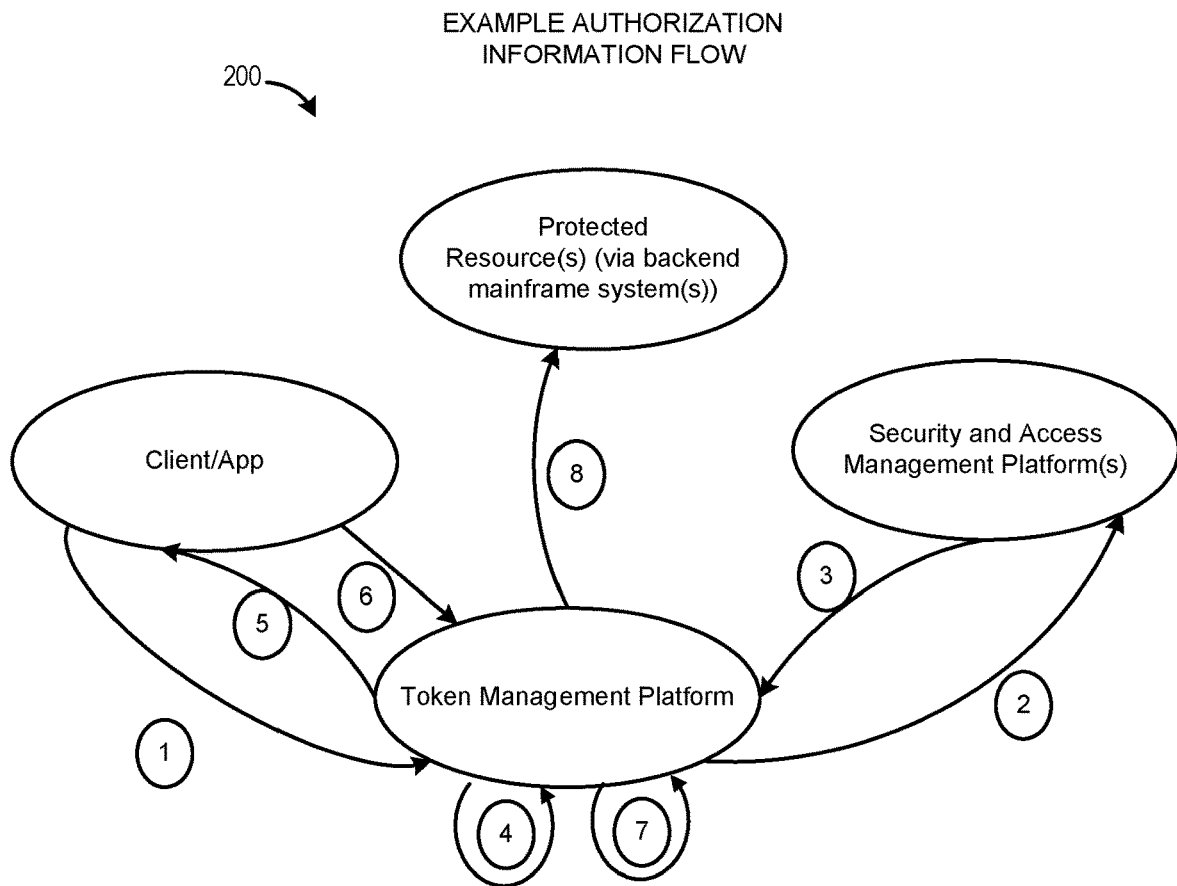 EXAMPLE AUTHORIZATION
INFORMATION FLOW
200
Protected
Resource(s) (via backend
mainframe system(s))
Client/App
Security and Access
Management Platform(s)
8
3
6
5
Token Management Platform
2
1
4
7